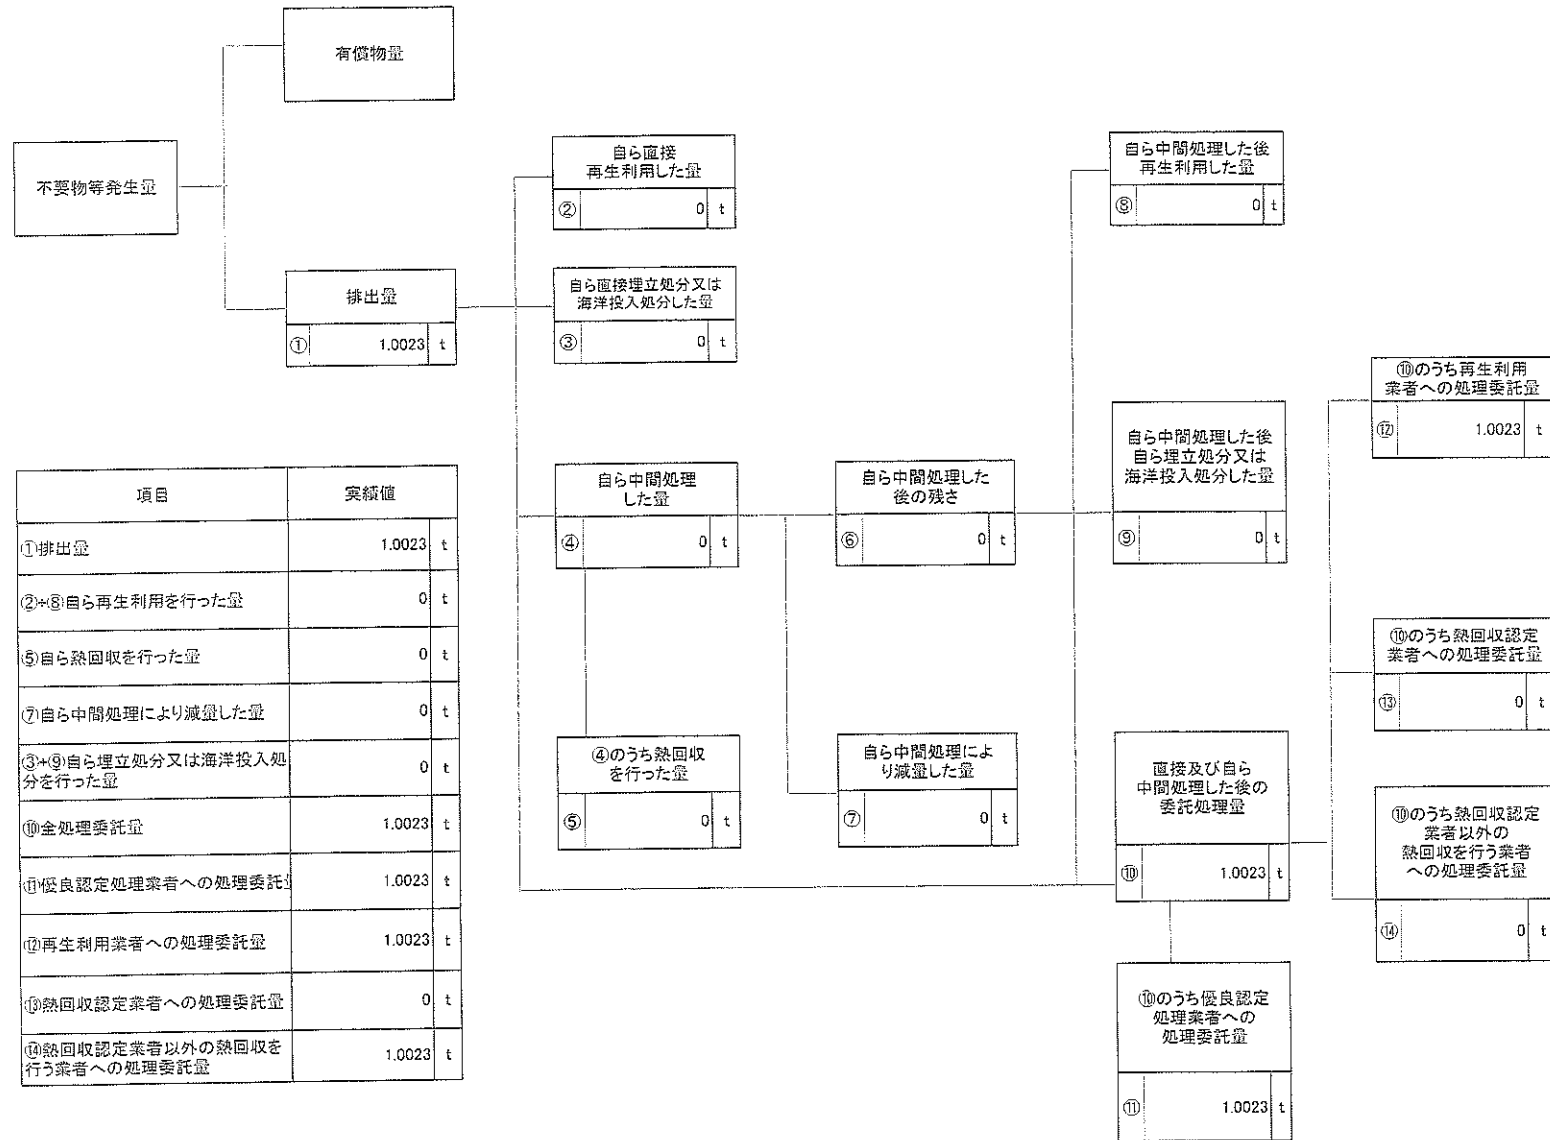 有償物量
不要物等発生量
排出量
① 1.0023 t
自ら直接
再生利用した量
② 0 t
自ら直接埋立処分又は
海洋投入処分した量
③ 0 t
自ら中間処理
した量
④ 0 t
④のうち熱回収
を行った量
⑤ 0 t
自ら中間処理した
後の残さ
⑥ 0 t
自ら中間処理によ
り減量した量
⑦ 0 t
自ら中間処理した後
再生利用した量
⑧ 0 t
自ら中間処理した後
自ら埋立処分又は
海洋投入処分した量
⑨ 0 t
直接及び自ら
中間処理した後の
委託処理量
⑩ 1.0023 t
⑩のうち優良認定
処理業者への
処理委託量
⑪ 1.0023 t
⑩のうち再生利用
業者への処理委託量
⑫ 1.0023 t
⑩のうち熱回収認定
業者への処理委託量
⑬ 0 t
⑩のうち熱回収認定
業者以外の
熱回収を行う業者
への処理委託量
⑭ 0 t
項目 実績値
①排出量 1.0023 t
②+⑧自ら再生利用を行った量 0 t
⑤自ら熱回収を行った量 0 t
⑦自ら中間処理により減量した量 0 t
③+⑨自ら埋立処分又は海洋投入処
分を行った量 0 t
⑩全処理委託量 1.0023 t
⑪優良認定処理業者への処理委託 1.0023 t
⑫再生利用業者への処理委託量 1.0023 t
⑬熱回収認定業者への処理委託量 0 t
⑭熱回収認定業者以外の熱回収を
行う業者への処理委託量 1.0023 t